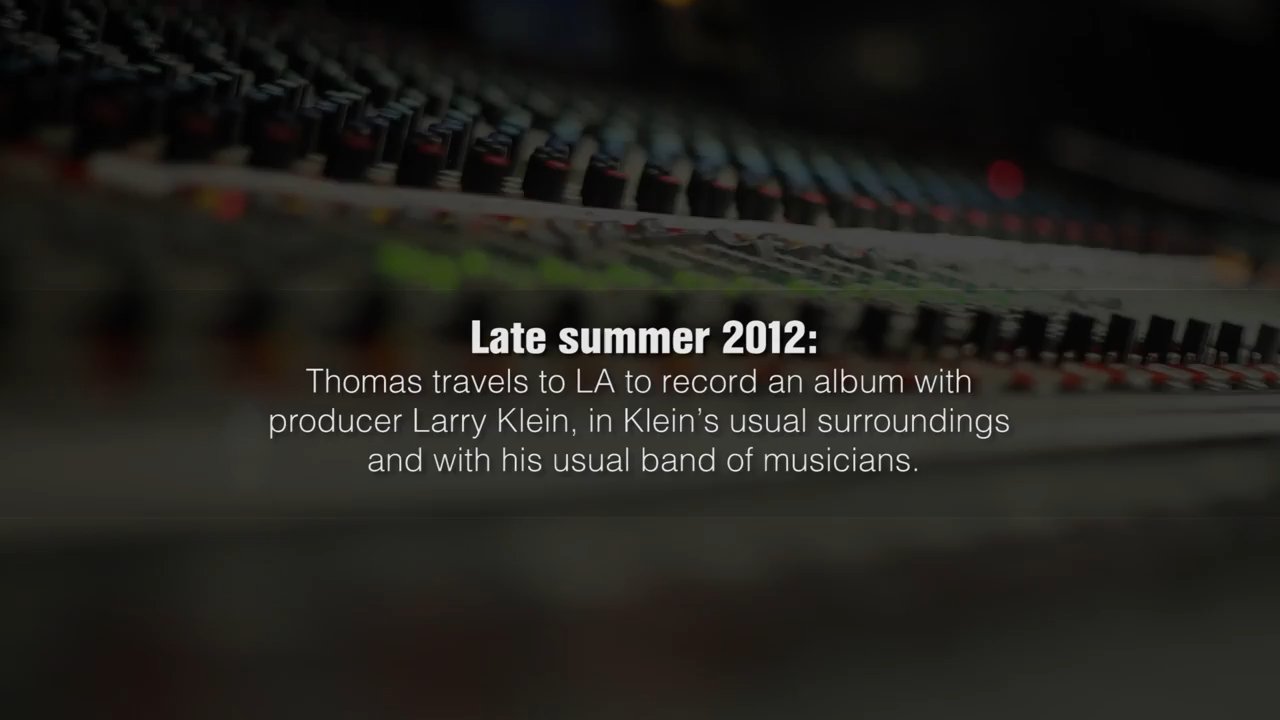 Late summer 2012:
Thomas travels to LA to record an album with
producer Larry Klein, in Klein’s usual surroundings
and with his usual band of musicians.